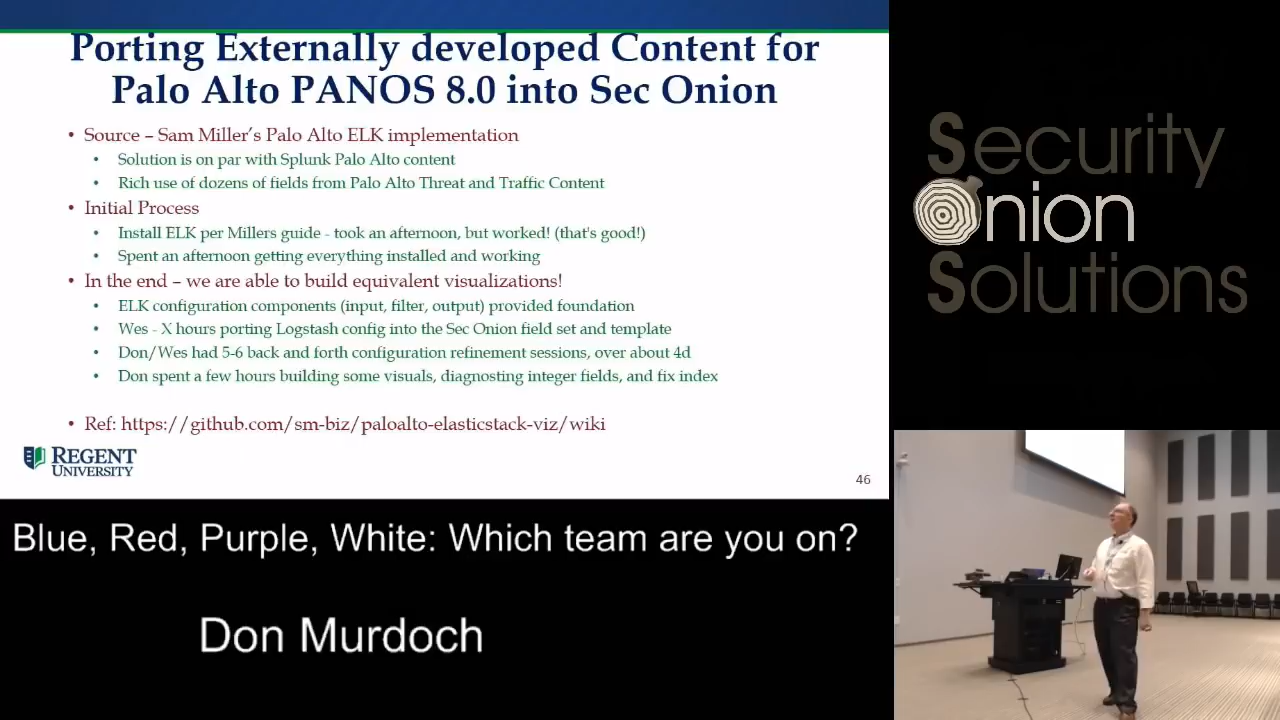 Porting Externally developed Content for
Palo Alto PANOS 8.0 into Sec Onion
• Source – Sam Miller's Palo Alto ELK implementation
• Solution is on par with Splunk Palo Alto content
• Rich use of dozens of fields from Palo Alto Threat and Traffic Content
• Initial Process
• Install ELK per Millers guide - took an afternoon, but worked! (that's good!)
• Spent an afternoon getting everything installed and working
• In the end – we are able to build equivalent visualizations!
• ELK configuration components (input, filter, output) provided foundation
• Wes - X hours porting Logstash config into the Sec Onion field set and template
• Don/Wes had 5-6 back and forth configuration refinement sessions, over about 4d
• Don spent a few hours building some visuals, diagnosting integer fields, and fix index
• Ref: https://github.com/sm-biz/paloalto-elasticstack-viz/wiki
REGENT
UNIVERSITY
46
Security
Onion
Solutions
Blue, Red, Purple, White: Which team are you on?
Don Murdoch